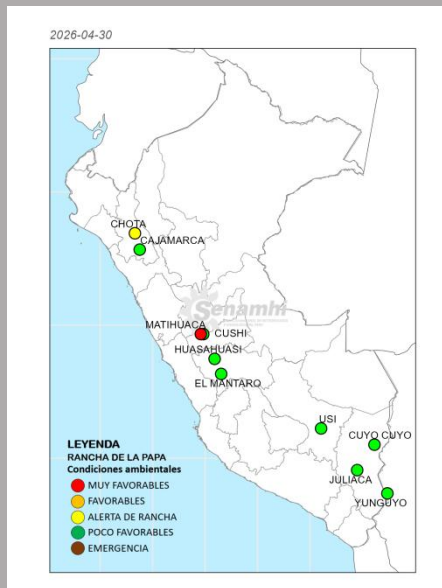 2026-04-30
CHOTA
CAJAMARCA
Senamhi
MATIHUACA
CUSHI
HUASAHUASI
EL MANTARO
USI
CUYO CUYO
JULIACA
YUNGUYO
LEYENDA
RANCHA DE LA PAPA
Condiciones ambientales
MUY FAVORABLES
FAVORABLES
ALERTA DE RANCHA
POCO FAVORABLES
EMERGENCIA